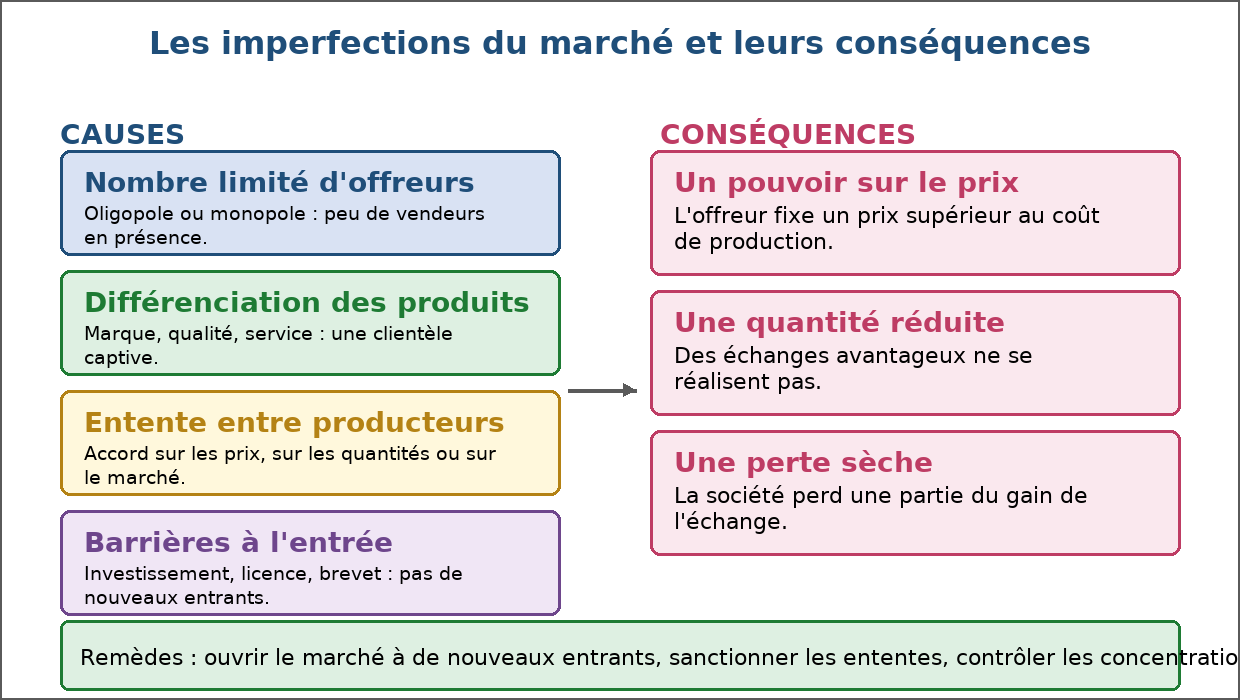 Les imperfections du marché et leurs conséquences
CAUSES
Nombre limité d'offreurs
Oligopole ou monopole : peu de vendeurs
en présence.
Différenciation des produits
Marque, qualité, service : une clientèle
captive.
Entente entre producteurs
Accord sur les prix, sur les quantités ou sur
le marché.
Barrières à l'entrée
Investissement, licence, brevet : pas de
nouveaux entrants.
CONSÉQUENCES
Un pouvoir sur le prix
L'offreur fixe un prix supérieur au coût
de production.
Une quantité réduite
Des échanges avantageux ne se
réalisent pas.
Une perte sèche
La société perd une partie du gain de
l'échange.
Remèdes : ouvrir le marché à de nouveaux entrants, sanctionner les ententes, contrôler les